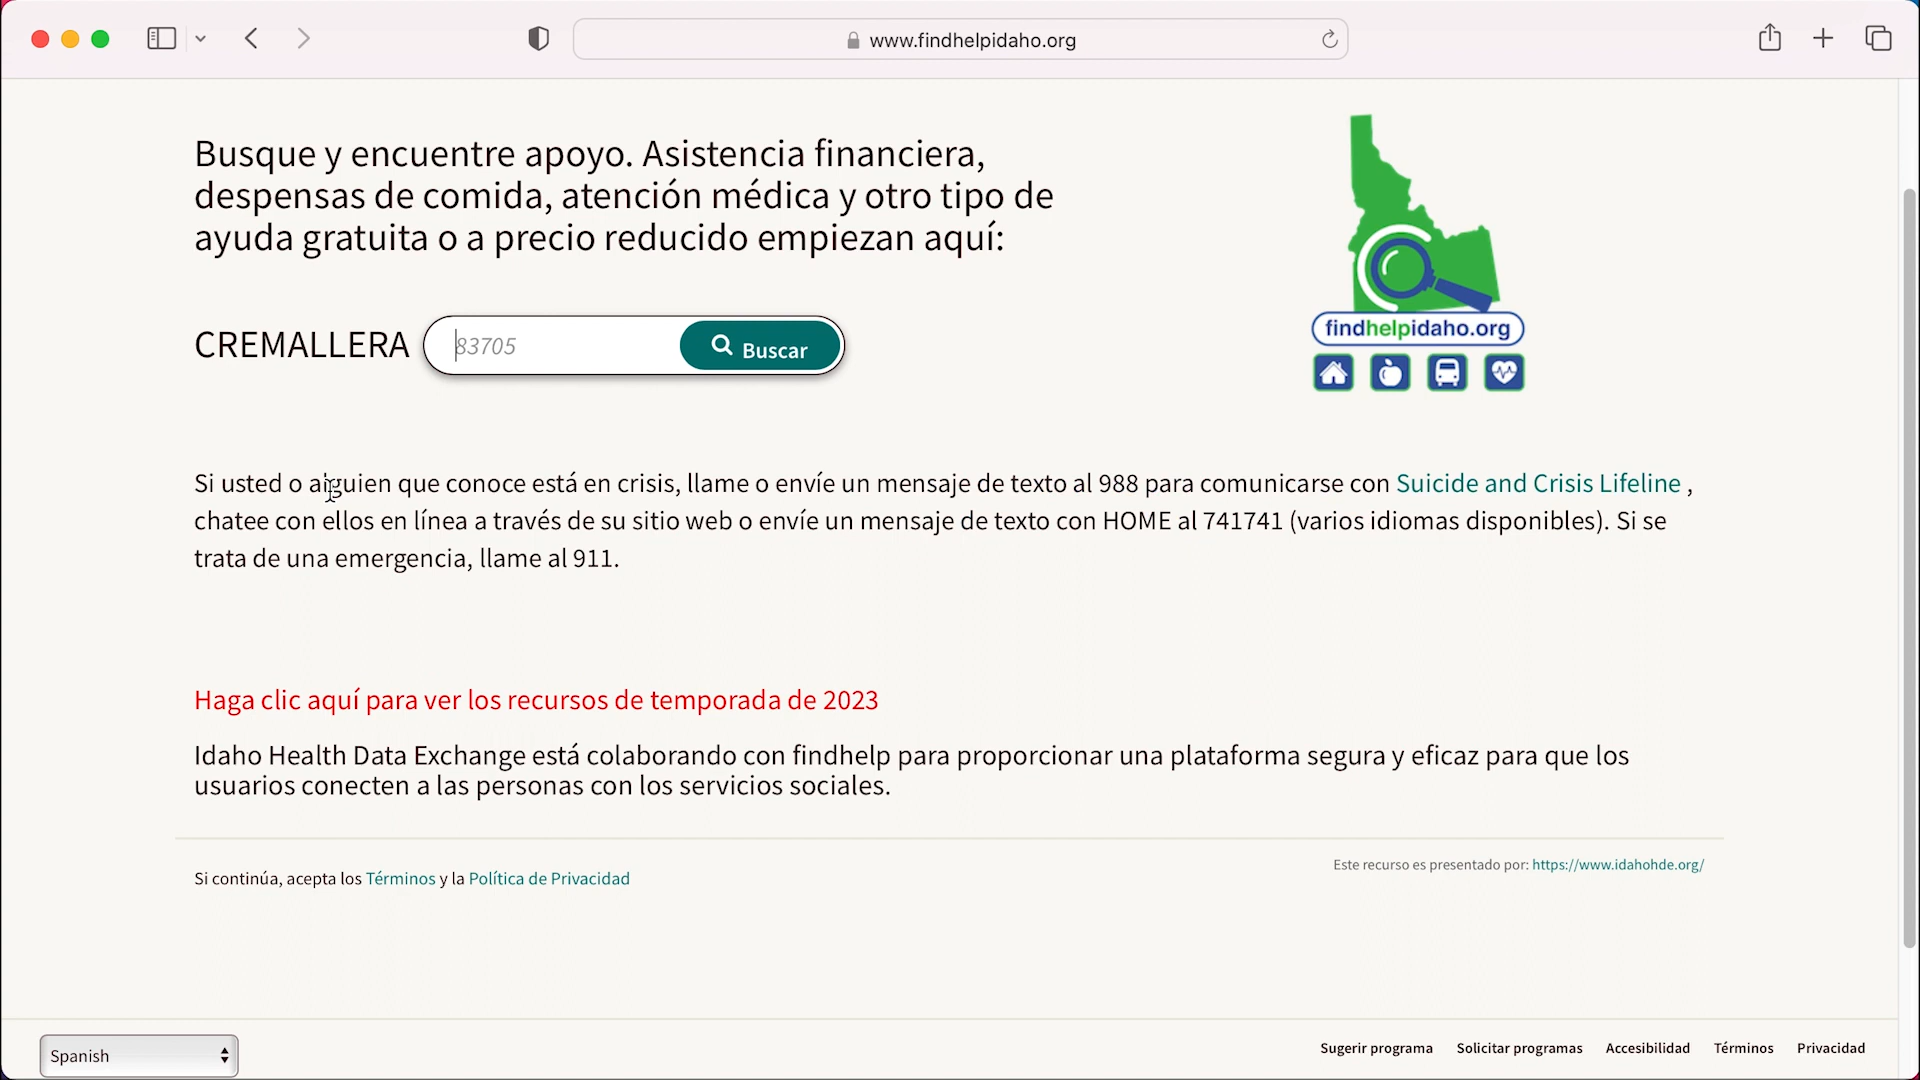 www.findhelpidaho.org
Busque y encuentre apoyo. Asistencia financiera,
despensas de comida, atención médica y otro tipo de
ayuda gratuita o a precio reducido empiezan aquí:
CREMALLERA 83705 Buscar
findhelpidaho.org
Si usted o alguien que conoce está en crisis, llame o envíe un mensaje de texto al 988 para comunicarse con Suicide and Crisis Lifeline ,
chatee con ellos en línea a través de su sitio web o envíe un mensaje de texto con HOME al 741741 (varios idiomas disponibles). Si se
trata de una emergencia, llame al 911.
Haga clic aquí para ver los recursos de temporada de 2023
Idaho Health Data Exchange está colaborando con findhelp para proporcionar una plataforma segura y eficaz para que los
usuarios conecten a las personas con los servicios sociales.
Este recurso es presentado por: https://www.idahohde.org/
Si continúa, acepta los Términos y la Política de Privacidad
Spanish
Sugerir programa Solicitar programas Accesibilidad Términos Privacidad